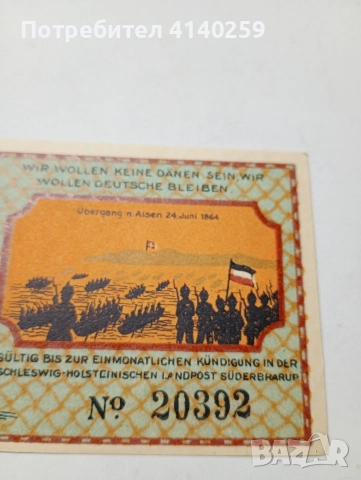 Потребител 4140259
WIR WOLLEN KEINE DÄNEN SEIN, WIR
WOLLEN DEUTSCHE BLEIBEN.
Übergang n. Alsen 24. Juni 1864
GÜLTIG BIS ZUR EINMONATLICHEN KÜNDIGUNG IN DER
SCHLESWIG-HOLSTEINISCHEN LANDPOST SÜDERBRARUP
No 20392
bazar